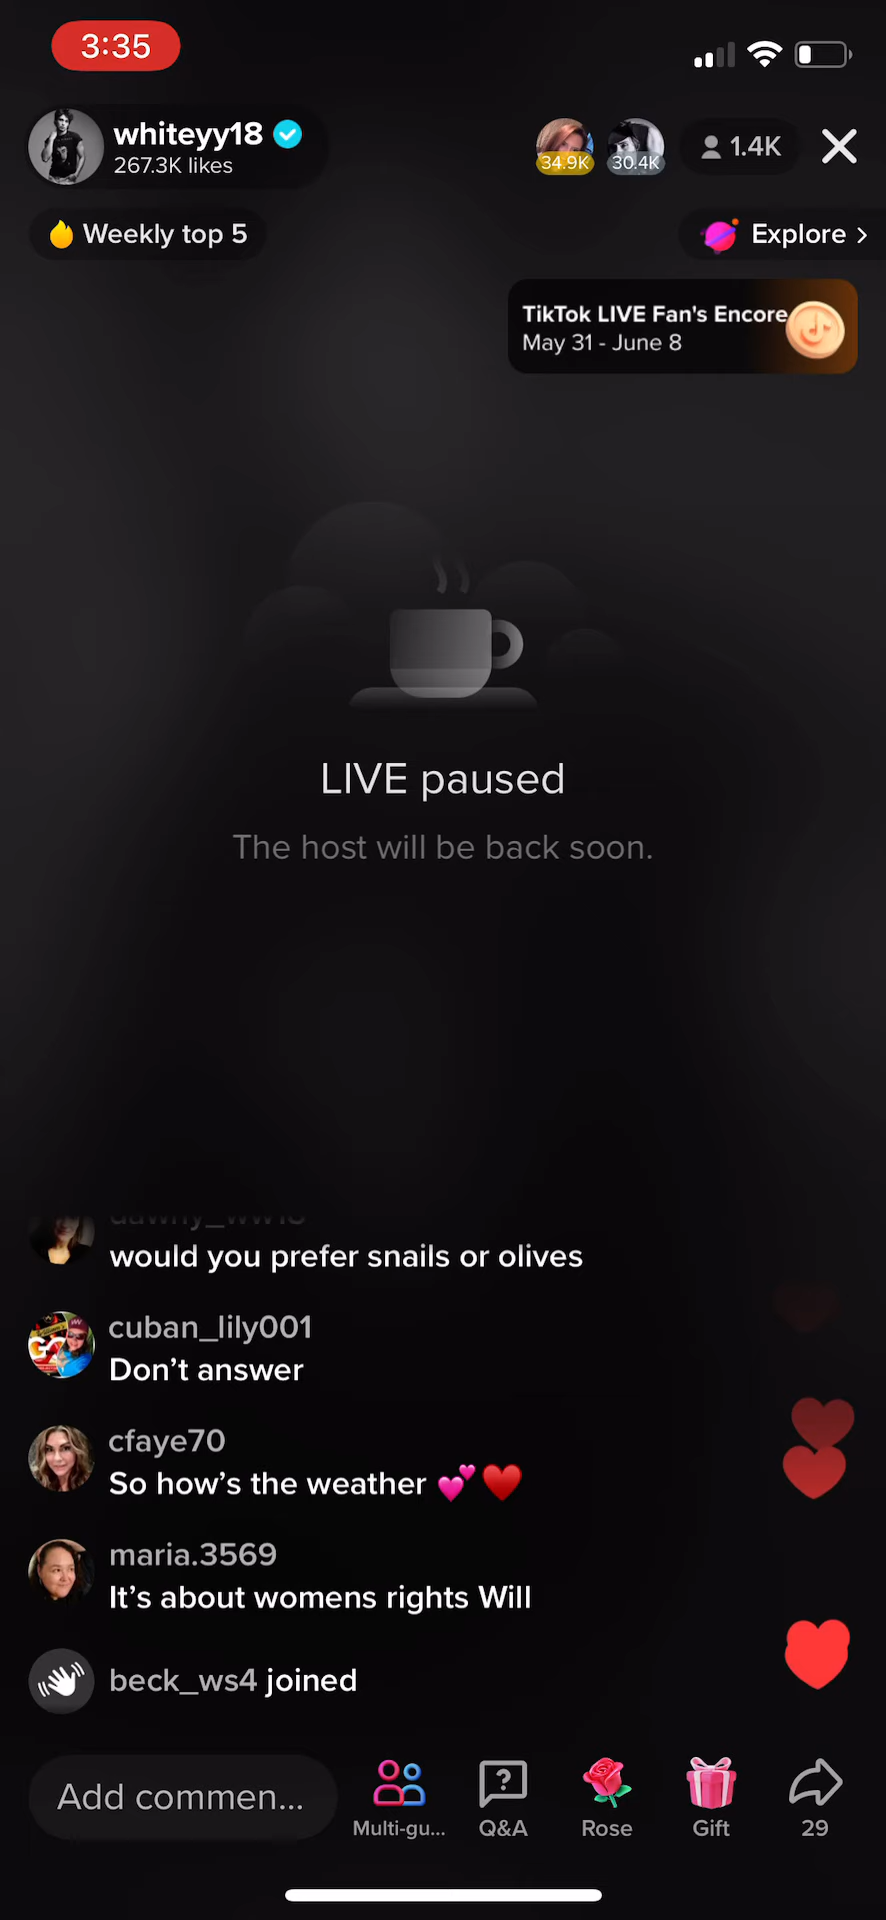 3:35
whiteyy18
267.3K likes
34.9K
30.4K
1.4K
Weekly top 5
Explore >
TikTok LIVE Fan's Encore
May 31 - June 8
LIVE paused
The host will be back soon.
would you prefer snails or olives
cuban_lily001
Don't answer
cfaye70
So how's the weather 💕❤️
maria.3569
It's about womens rights Will
beck_ws4 joined
Add commen...
Multi-gu...
Q&A
Rose
Gift
29